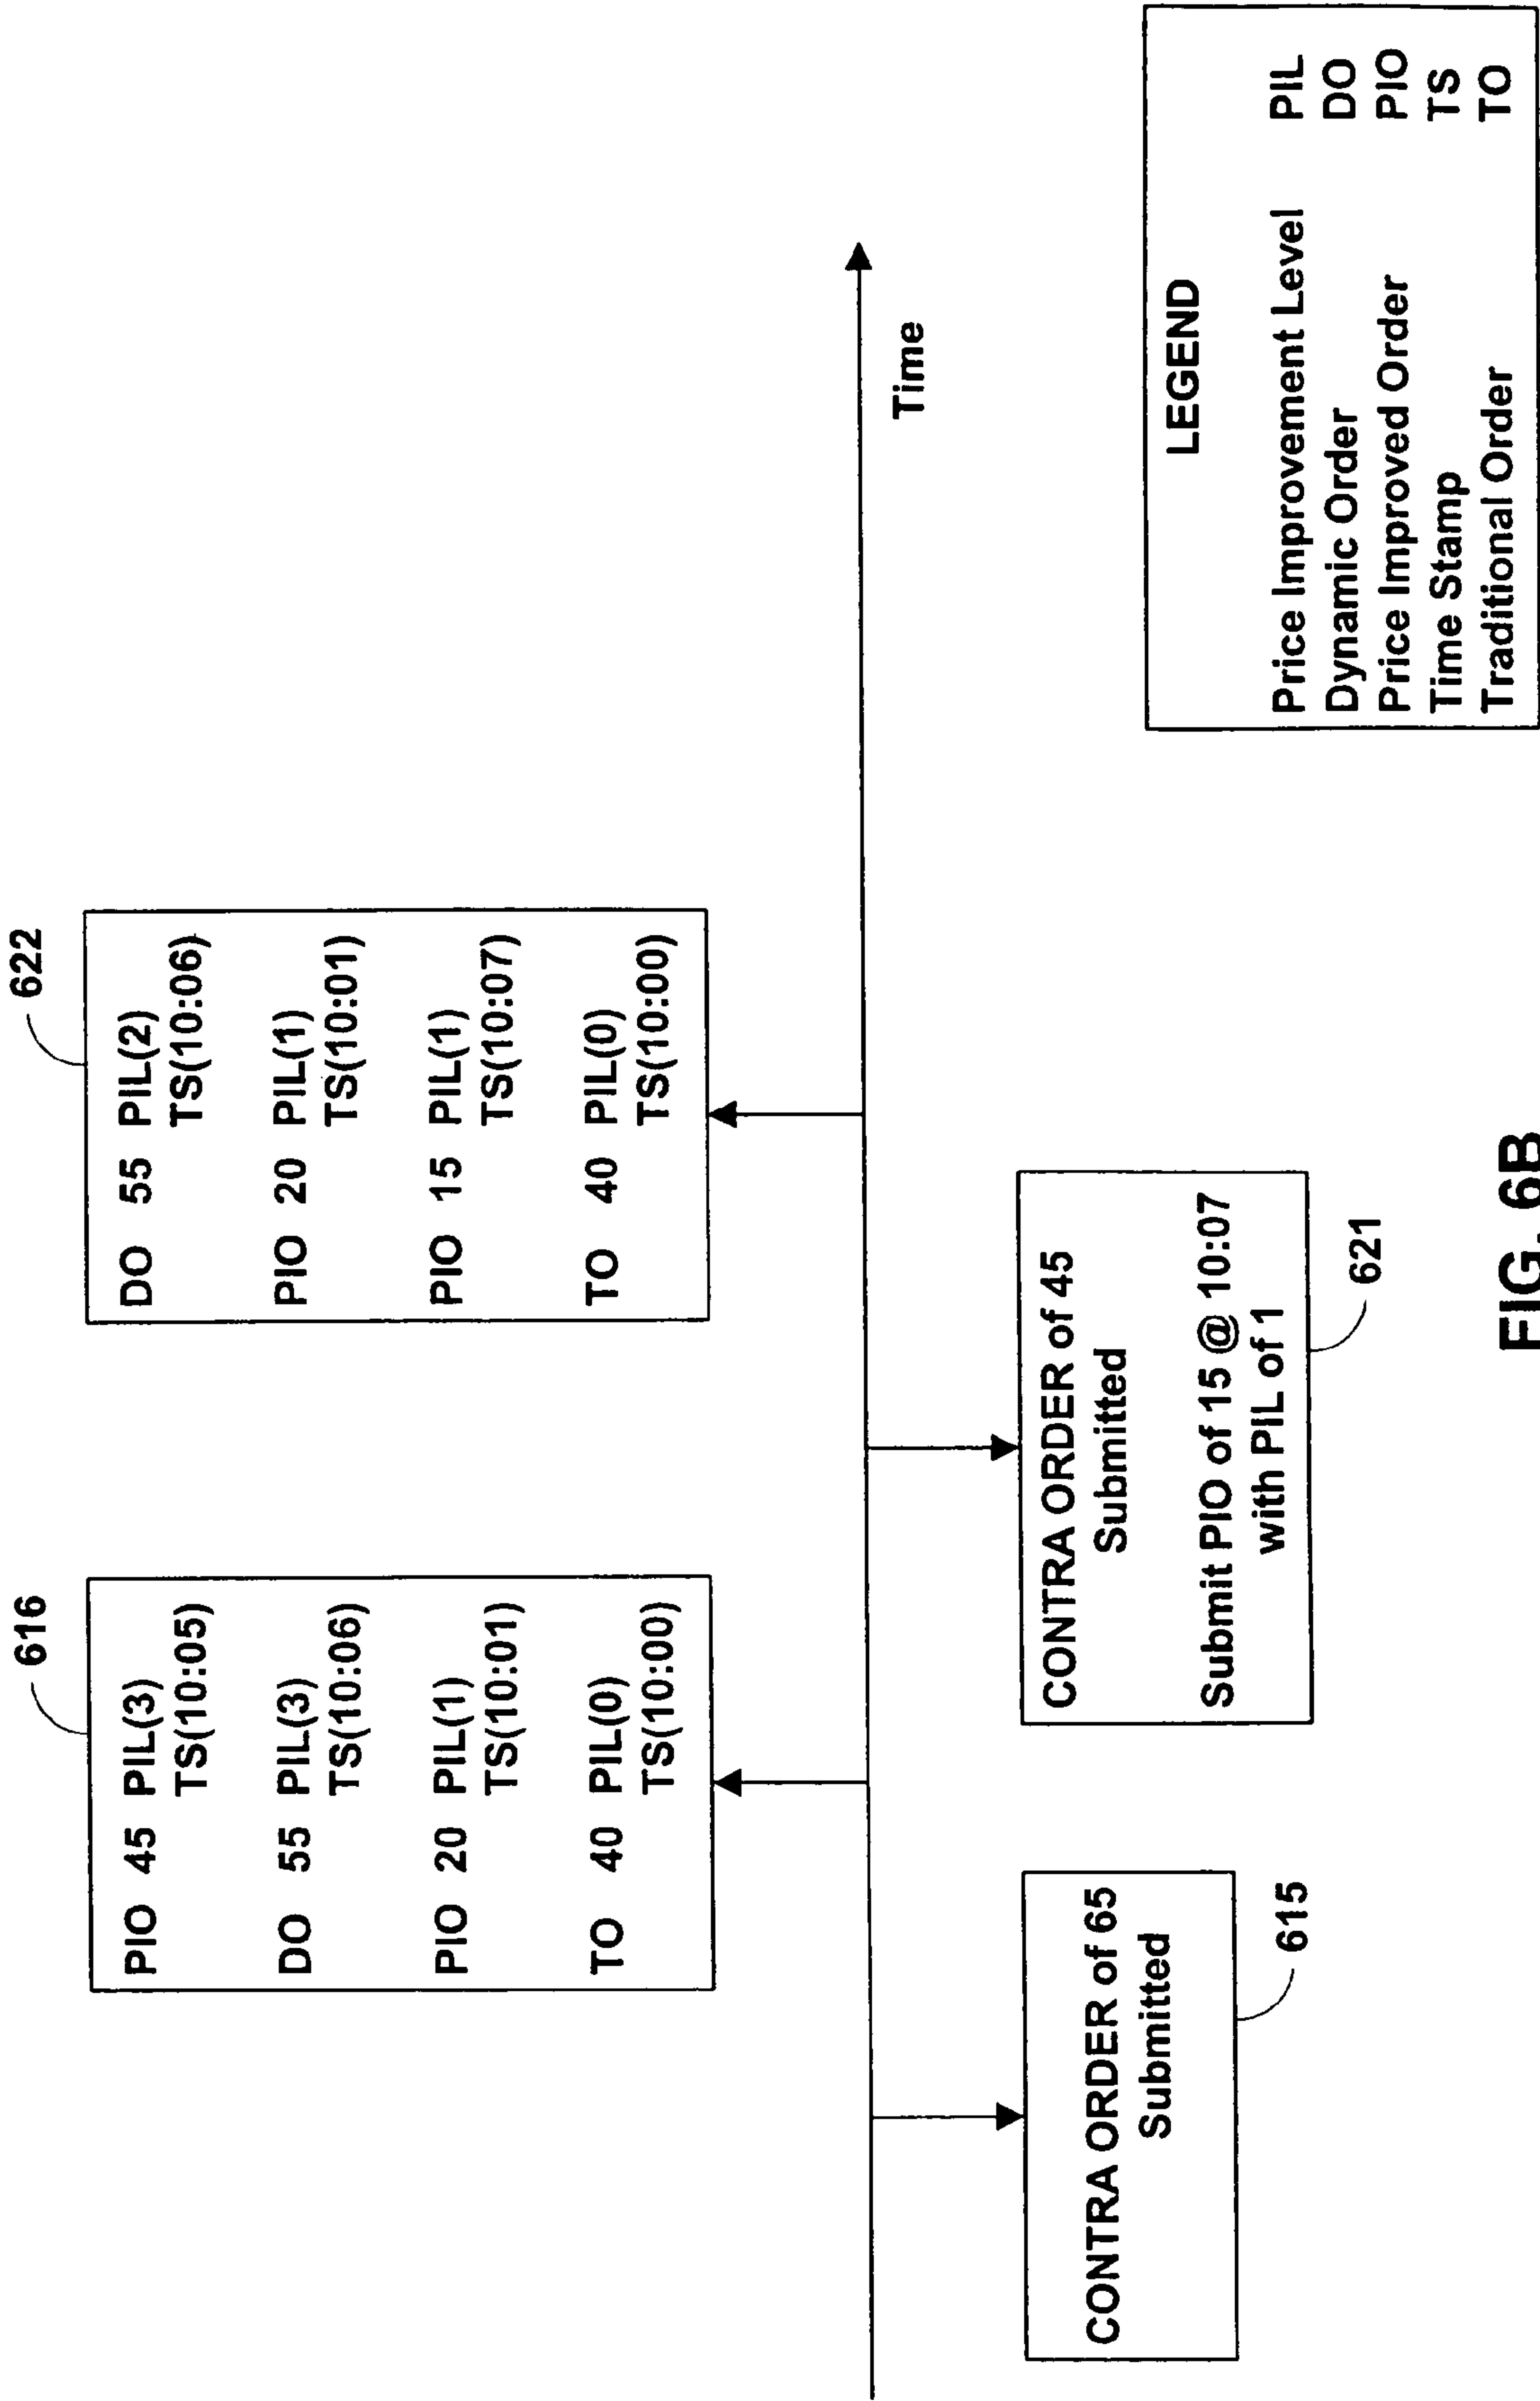 616
PIO 45 PIL(3)
TS(10:05)
DO 55 PIL(3)
TS(10:06)
PIO 20 PIL(1)
TS(10:01)
TO 40 PIL(0)
TS(10:00)
622
DO 55 PIL(2)
TS(10:06)
PIO 20 PIL(1)
TS(10:01)
PIO 15 PIL(1)
TS(10:07)
TO 40 PIL(0)
TS(10:00)
Time
CONTRA ORDER of 65
Submitted
615
CONTRA ORDER of 45
Submitted
Submit PIO of 15 @ 10:07
with PIL of 1
621
LEGEND
Price Improvement Level PIL
Dynamic Order DO
Price Improved Order PIO
Time Stamp TS
Traditional Order TO
FIG. 6B